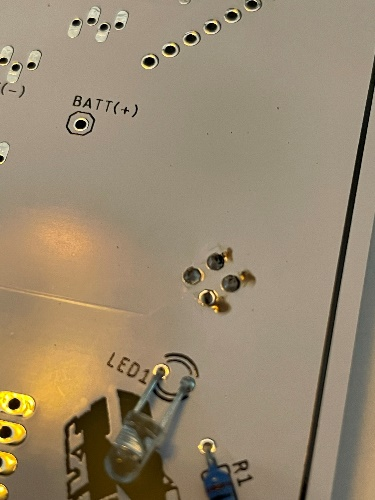 (-)
BATT(+)
LED1
R1